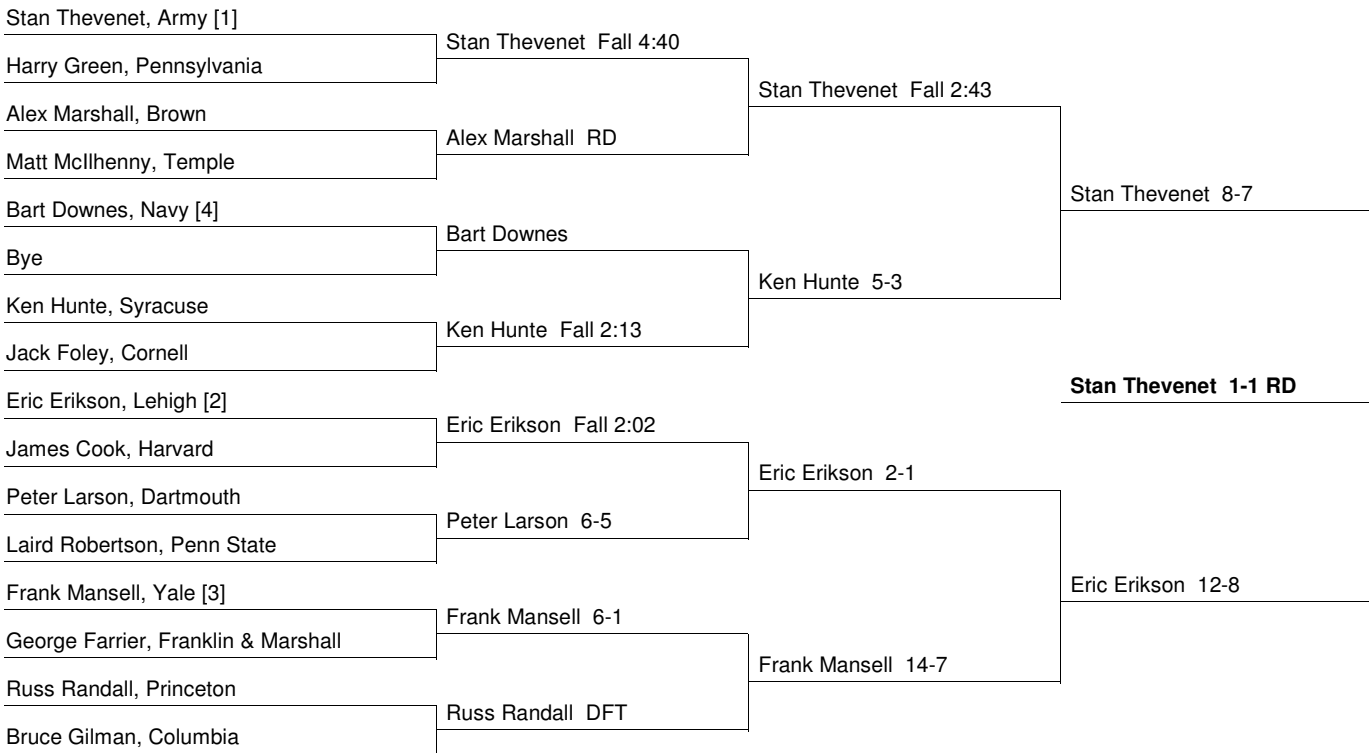 Stan Thevenet, Army [1]
Harry Green, Pennsylvania
Alex Marshall, Brown
Matt McIlhenny, Temple
Bart Downes, Navy [4]
Bye
Ken Hunte, Syracuse
Jack Foley, Cornell
Eric Erikson, Lehigh [2]
James Cook, Harvard
Peter Larson, Dartmouth
Laird Robertson, Penn State
Frank Mansell, Yale [3]
George Farrier, Franklin & Marshall
Russ Randall, Princeton
Bruce Gilman, Columbia
Stan Thevenet Fall 4:40
Alex Marshall RD
Bart Downes
Ken Hunte Fall 2:13
Eric Erikson Fall 2:02
Peter Larson 6-5
Frank Mansell 6-1
Russ Randall DFT
Stan Thevenet Fall 2:43
Ken Hunte 5-3
Eric Erikson 2-1
Frank Mansell 14-7
Stan Thevenet 8-7
Stan Thevenet 1-1 RD
Eric Erikson 12-8